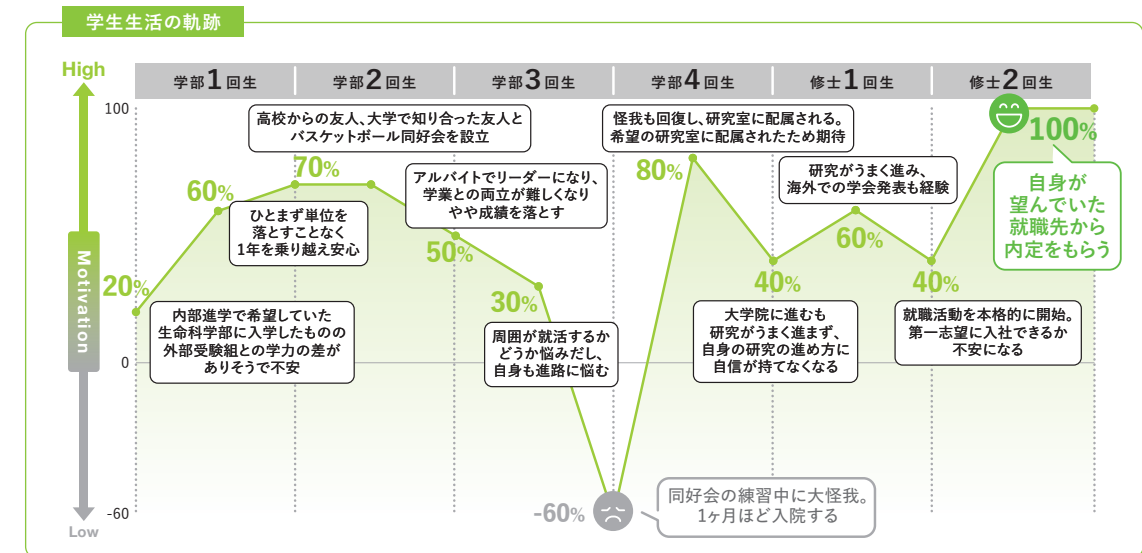 学生生活の軌跡
High
学部1回生
学部2回生
学部3回生
学部4回生
修士1回生
修士2回生
100
高校からの友人、大学で知り合った友人と
バスケットボール同好会を設立
怪我も回復し、研究室に配属される。
希望の研究室に配属されたため期待
100%
70%
80%
60%
アルバイトでリーダーになり、
学業との両立が難しくなり
やや成績を落とす
研究がうまく進み、
海外での学会発表も経験
自身が
望んでいた
就職先から
内定をもらう
ひとまず単位を
落とすことなく
1年を乗り越え安心
50%
60%
Motivation
20%
30%
40%
40%
内部進学で希望していた
生命科学部に入学したものの
外部受験組との学力の差が
ありそうで不安
周囲が就活するか
どうか悩みだし、
自身も進路に悩む
大学院に進むも
研究がうまく進まず、
自身の研究の進め方に
自信が持てなくなる
就職活動を本格的に開始。
第一志望に入社できるか
不安になる
0
同好会の練習中に大怪我。
1ヶ月ほど入院する
-60%
-60
Low